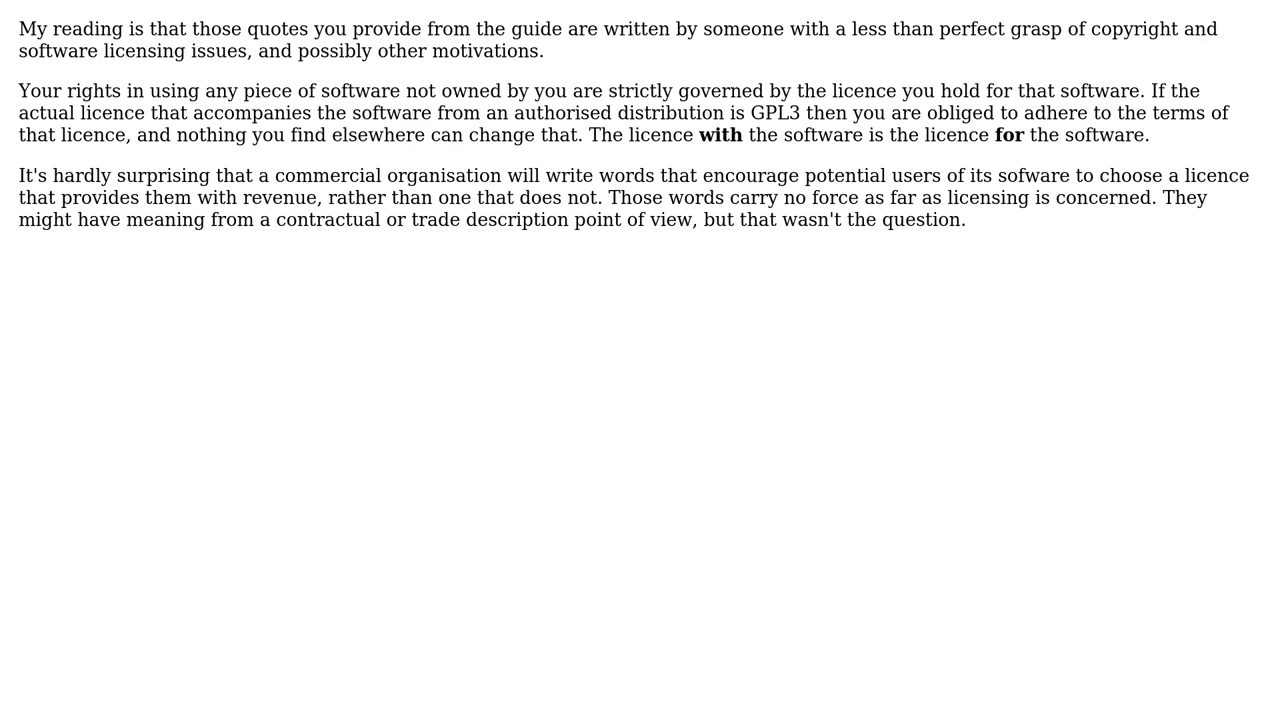 My reading is that those quotes you provide from the guide are written by someone with a less than perfect grasp of copyright and
software licensing issues, and possibly other motivations.
Your rights in using any piece of software not owned by you are strictly governed by the licence you hold for that software. If the
actual licence that accompanies the software from an authorised distribution is GPL3 then you are obliged to adhere to the terms of
that licence, and nothing you find elsewhere can change that. The licence with the software is the licence for the software.
It's hardly surprising that a commercial organisation will write words that encourage potential users of its sofware to choose a licence
that provides them with revenue, rather than one that does not. Those words carry no force as far as licensing is concerned. They
might have meaning from a contractual or trade description point of view, but that wasn't the question.